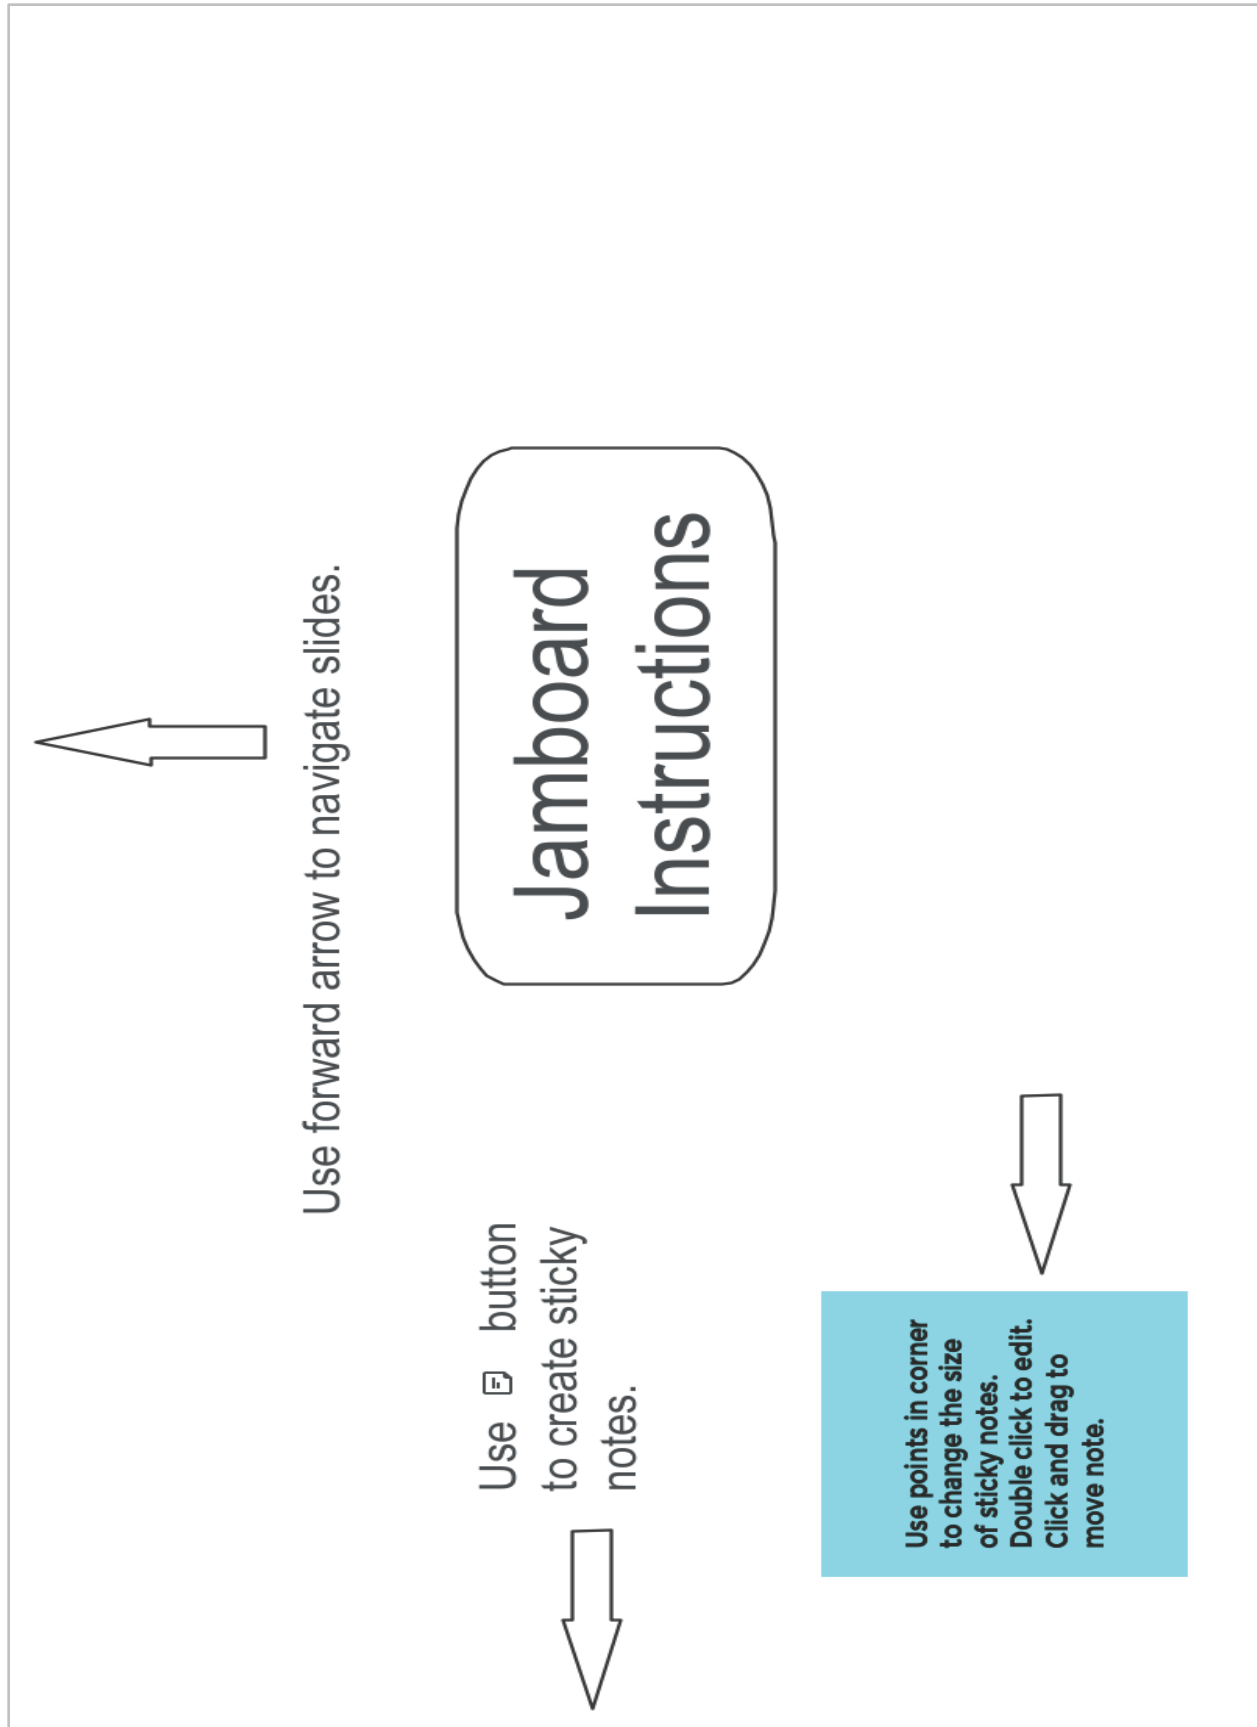 Use forward arrow to navigate slides.
Jamboard
Instructions
Use button
to create sticky
notes.
Use points in corner
to change the size
of sticky notes.
Double click to edit.
Click and drag to
move note.